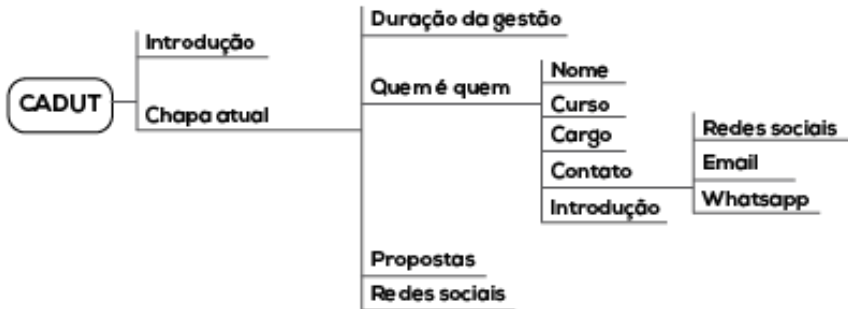 CADUT
Introdução
Chapa atual
Duração da gestão
Quem é quem
Nome
Curso
Cargo
Contato
Redes sociais
Email
Whatsapp
Introdução
Propostas
Redes sociais